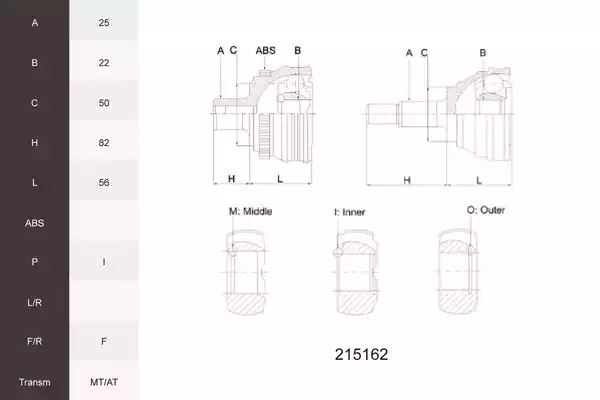 A 25
B 22
C 50
H 82
L 56
ABS
P I
L/R
F/R F
Transm MT/AT
A C ABS B
A C B
H L
H L
M: Middle
I: Inner
O: Outer
215162